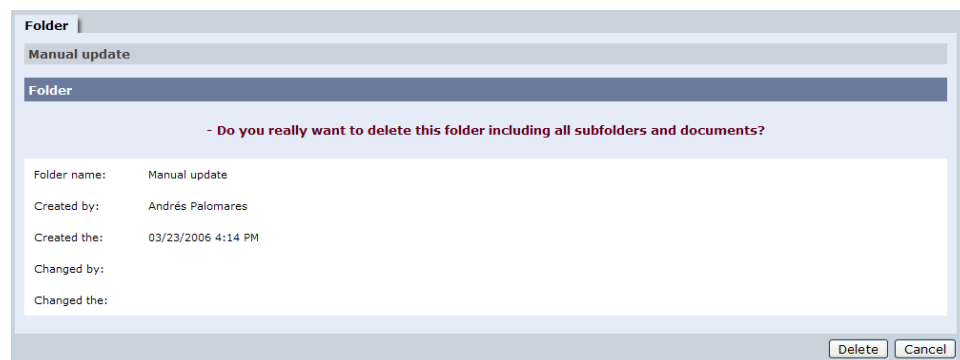 Folder
Manual update
Folder
- Do you really want to delete this folder including all subfolders and documents?
Folder name: Manual update
Created by: Andrés Palomares
Created the: 03/23/2006 4:14 PM
Changed by:
Changed the:
Delete Cancel